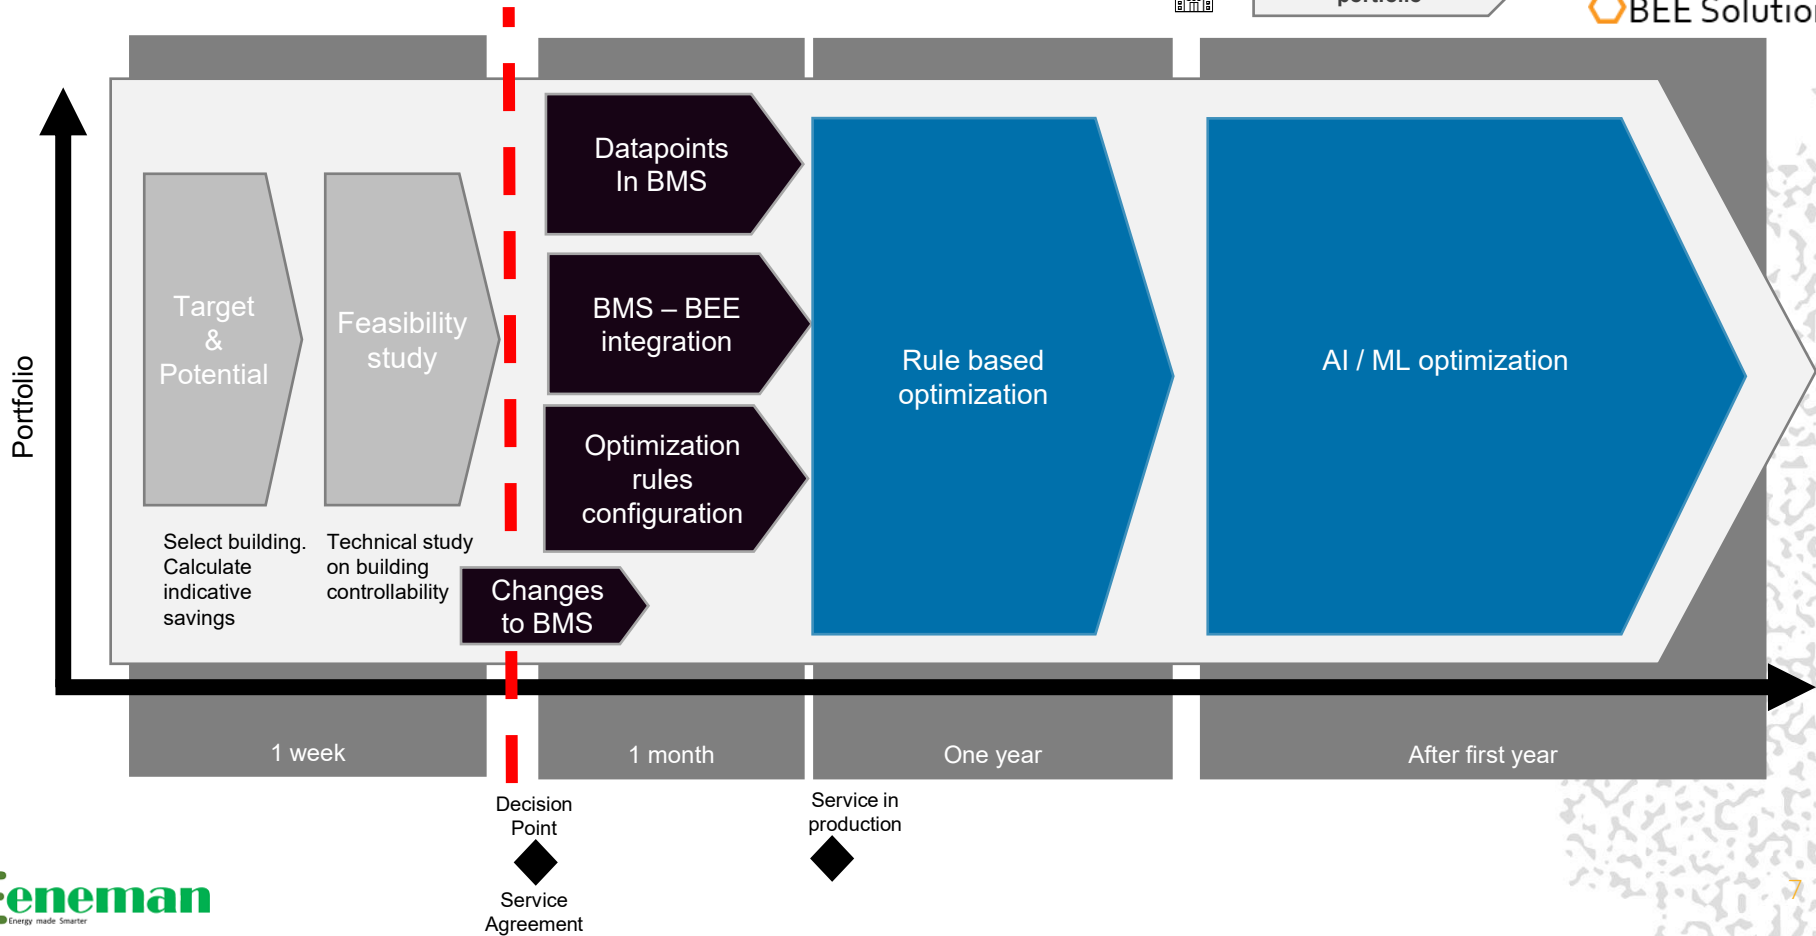 BEE Solution
Portfolio
Target
&
Potential
Feasibility
study
Datapoints
In BMS
BMS – BEE
integration
Optimization
rules
configuration
Changes
to BMS
Rule based
optimization
AI / ML optimization
Select building.
Calculate
indicative
savings
Technical study
on building
controllability
1 week
1 month
One year
After first year
Decision
Point
Service
Agreement
Service in
production
eneman
Energy made Smarter
7